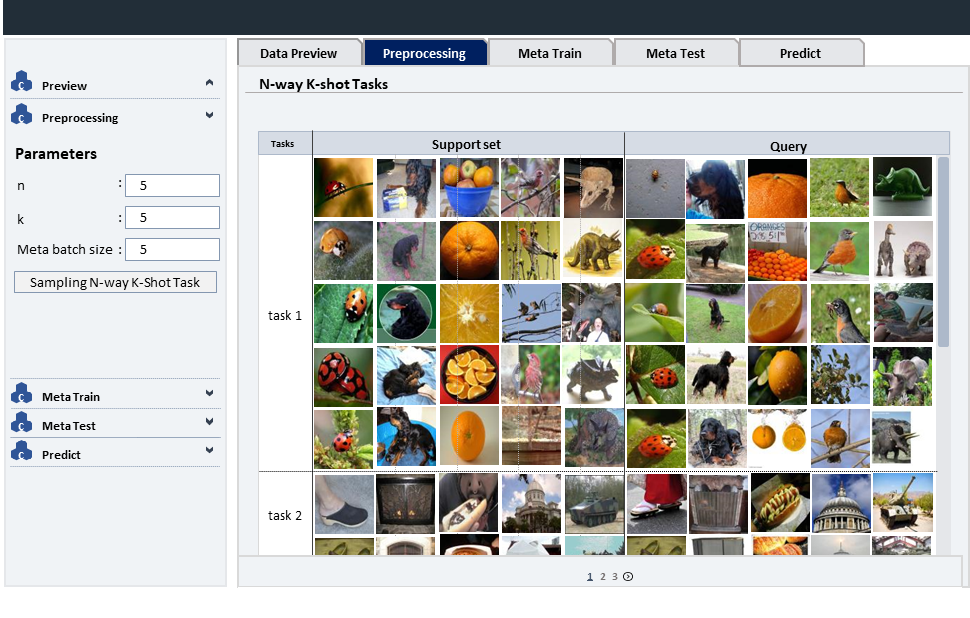 Data Preview
Preprocessing
Meta Train
Meta Test
Predict
Preview
Preprocessing
Parameters
n : 5
k : 5
Meta batch size : 5
Sampling N-way K-Shot Task
Meta Train
Meta Test
Predict
N-way K-shot Tasks
Tasks
Support set
Query
ORANGES
task 1
task 2
1 2 3